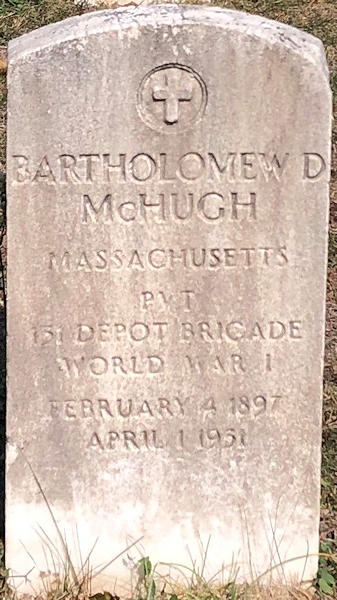 BARTHOLOMEW D
McHUGH
MASSACHUSETTS
PVT
151 DEPOT BRIGADE
WORLD WAR I
FEBRUARY 4 1897
APRIL 1 1951